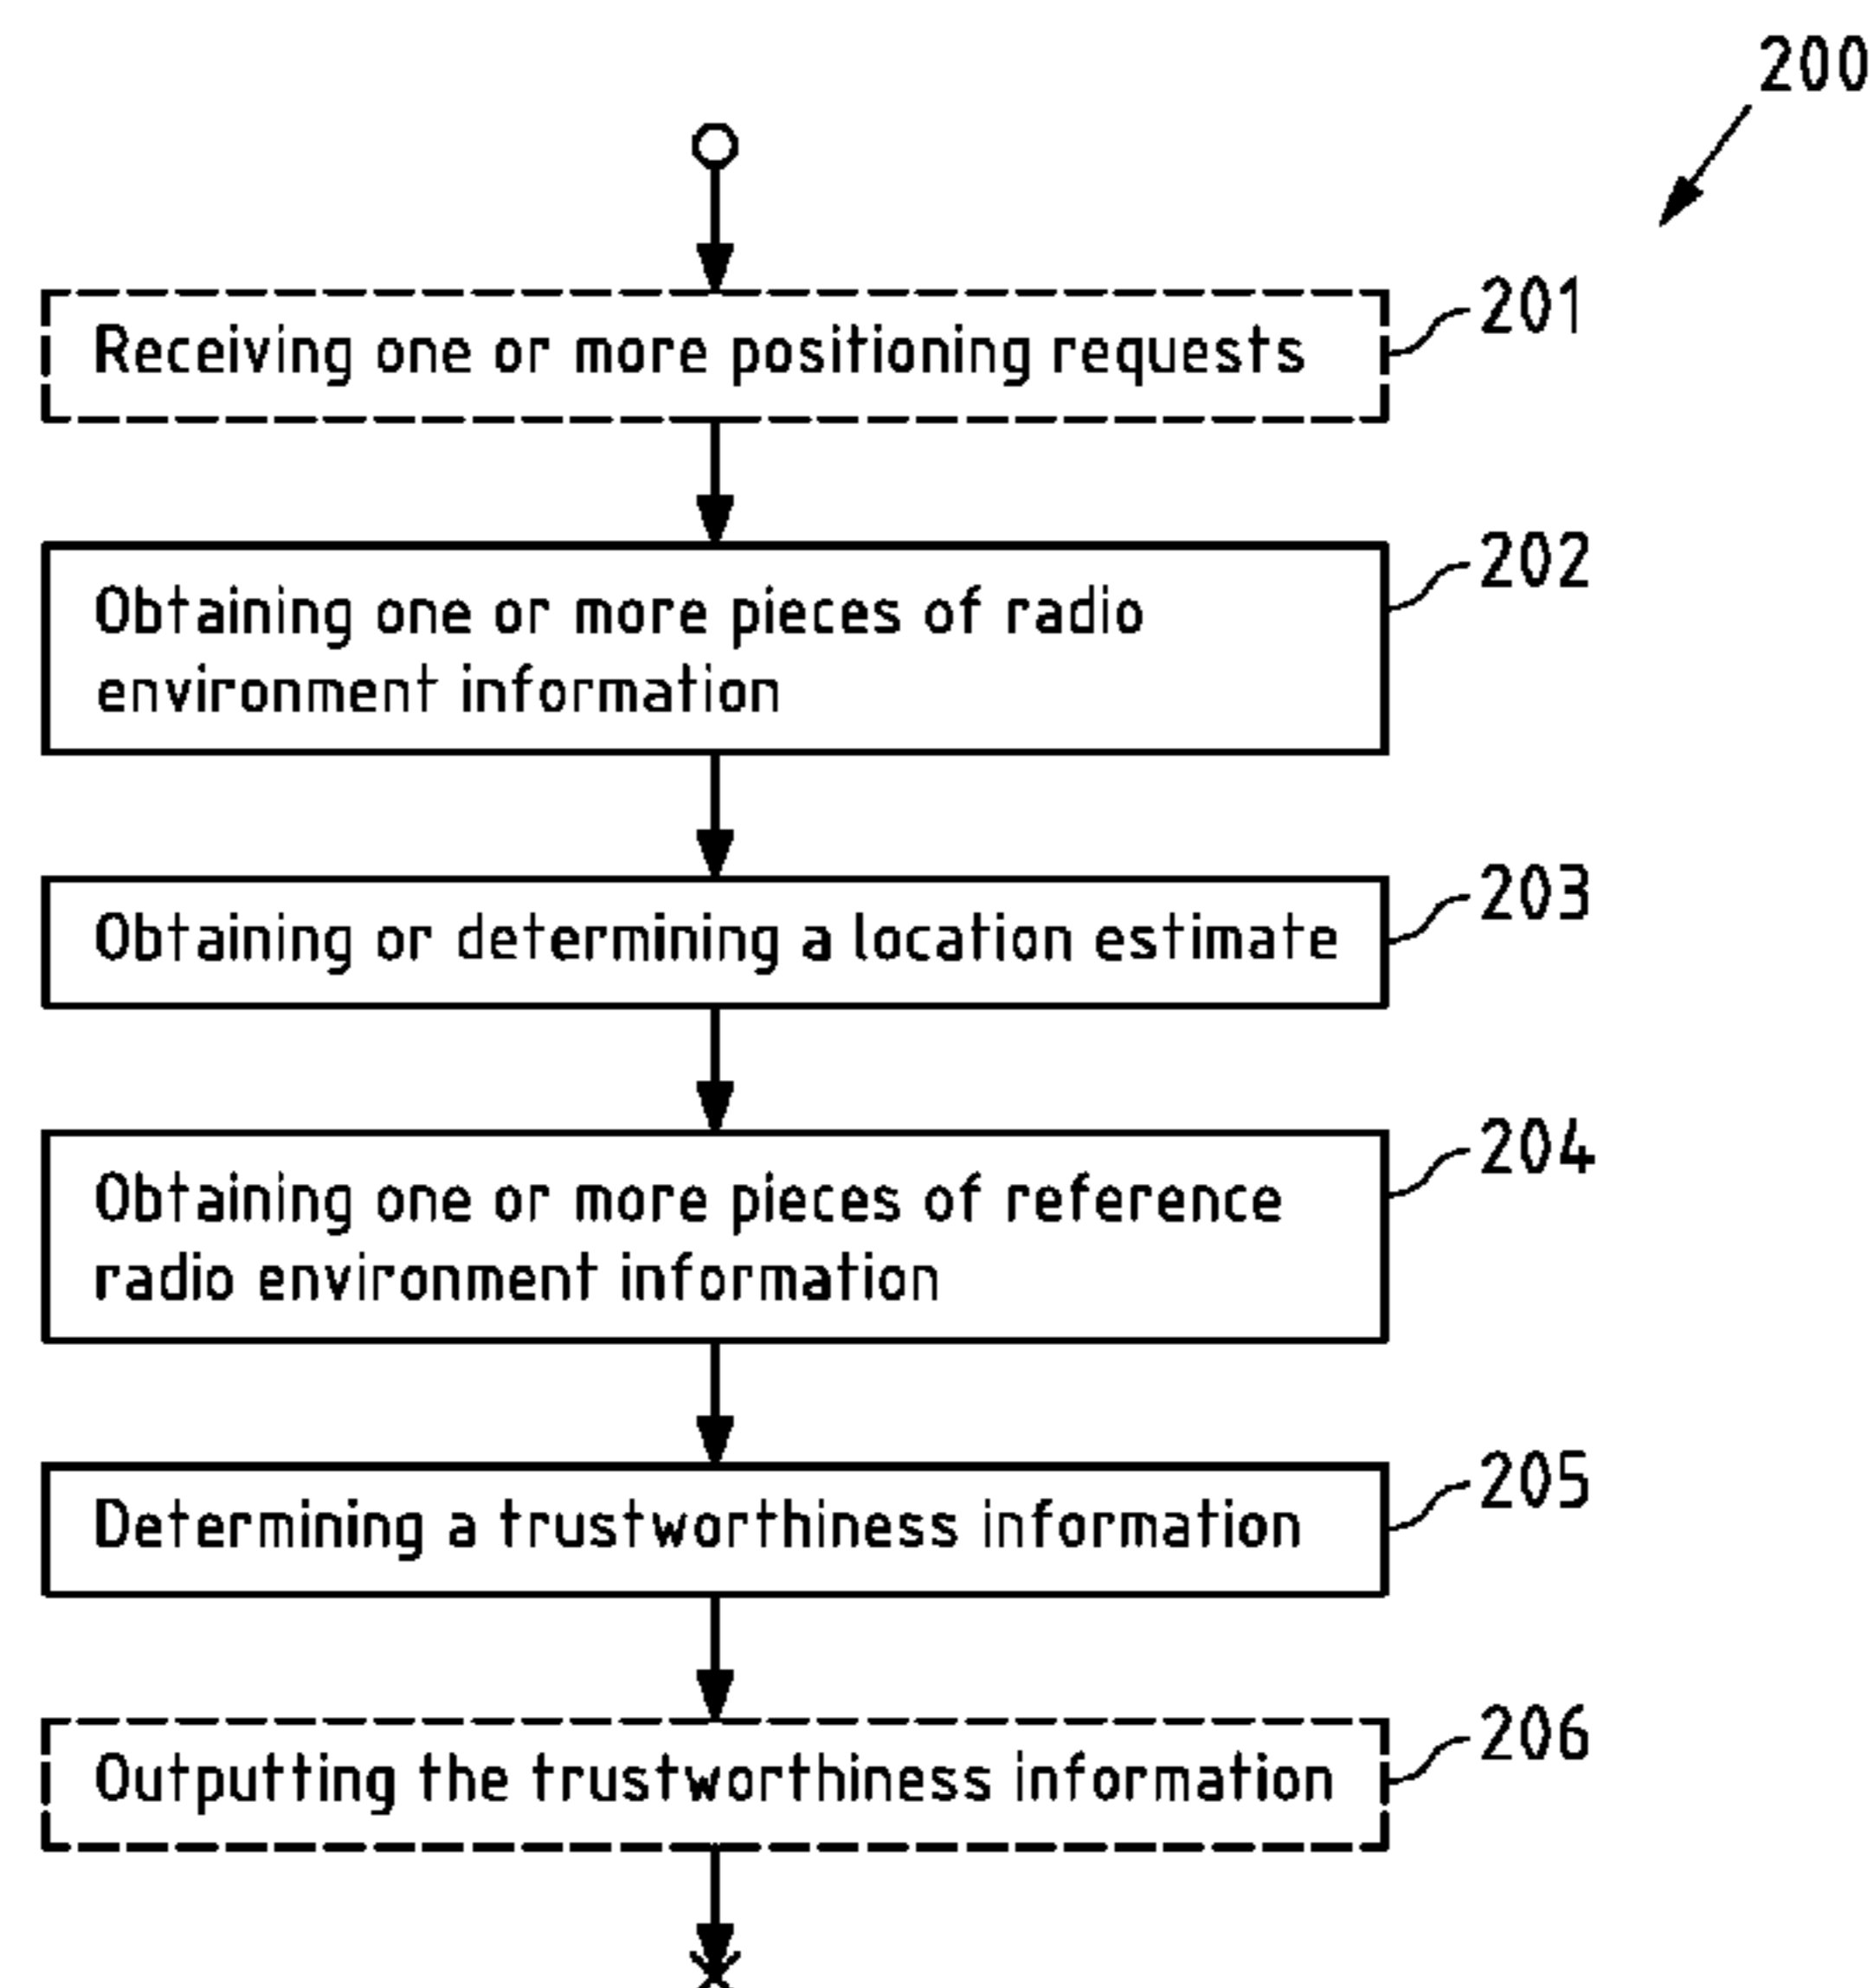 200
Receiving one or more positioning requests
201
Obtaining one or more pieces of radio
environment information
202
Obtaining or determining a location estimate
203
Obtaining one or more pieces of reference
radio environment information
204
Determining a trustworthiness information
205
Outputting the trustworthiness information
206